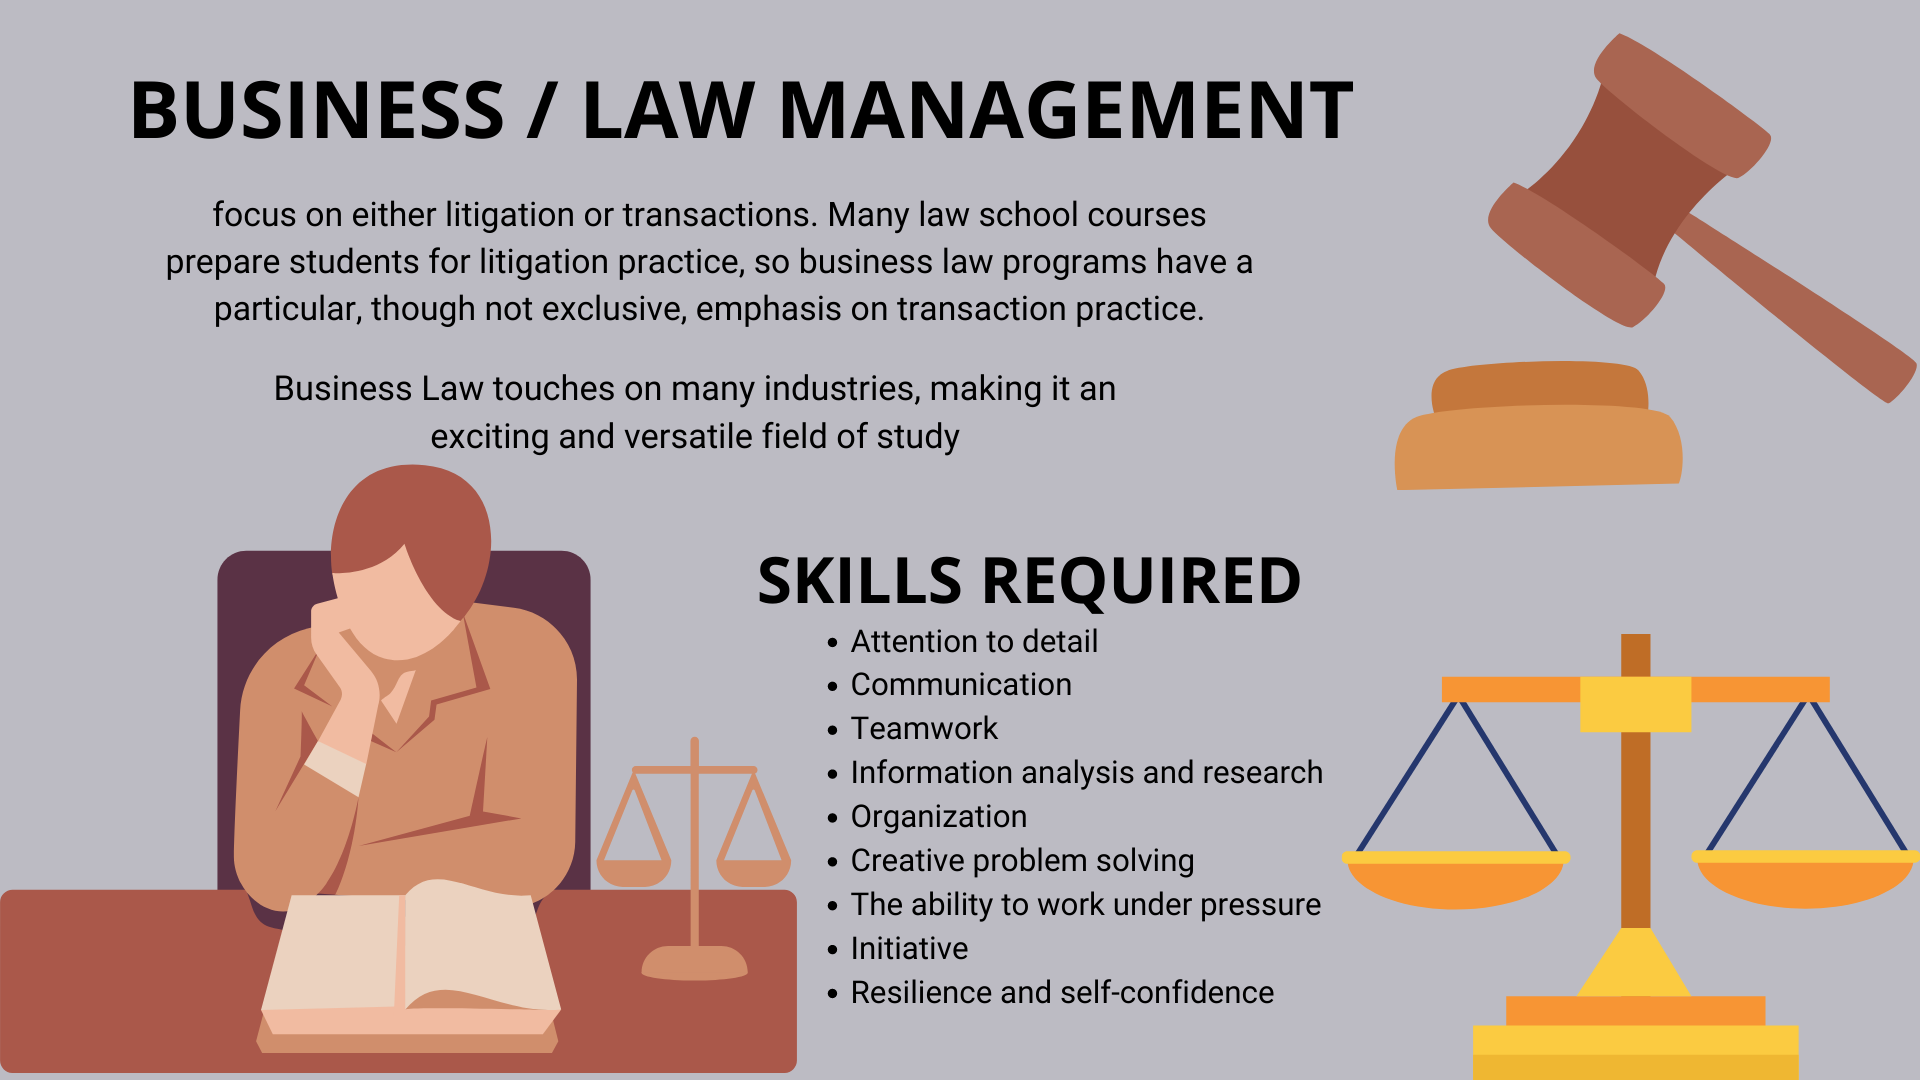 BUSINESS / LAW MANAGEMENT
focus on either litigation or transactions. Many law school courses
prepare students for litigation practice, so business law programs have a
particular, though not exclusive, emphasis on transaction practice.
Business Law touches on many industries, making it an
exciting and versatile field of study
SKILLS REQUIRED
• Attention to detail
• Communication
• Teamwork
• Information analysis and research
• Organization
• Creative problem solving
• The ability to work under pressure
• Initiative
• Resilience and self-confidence